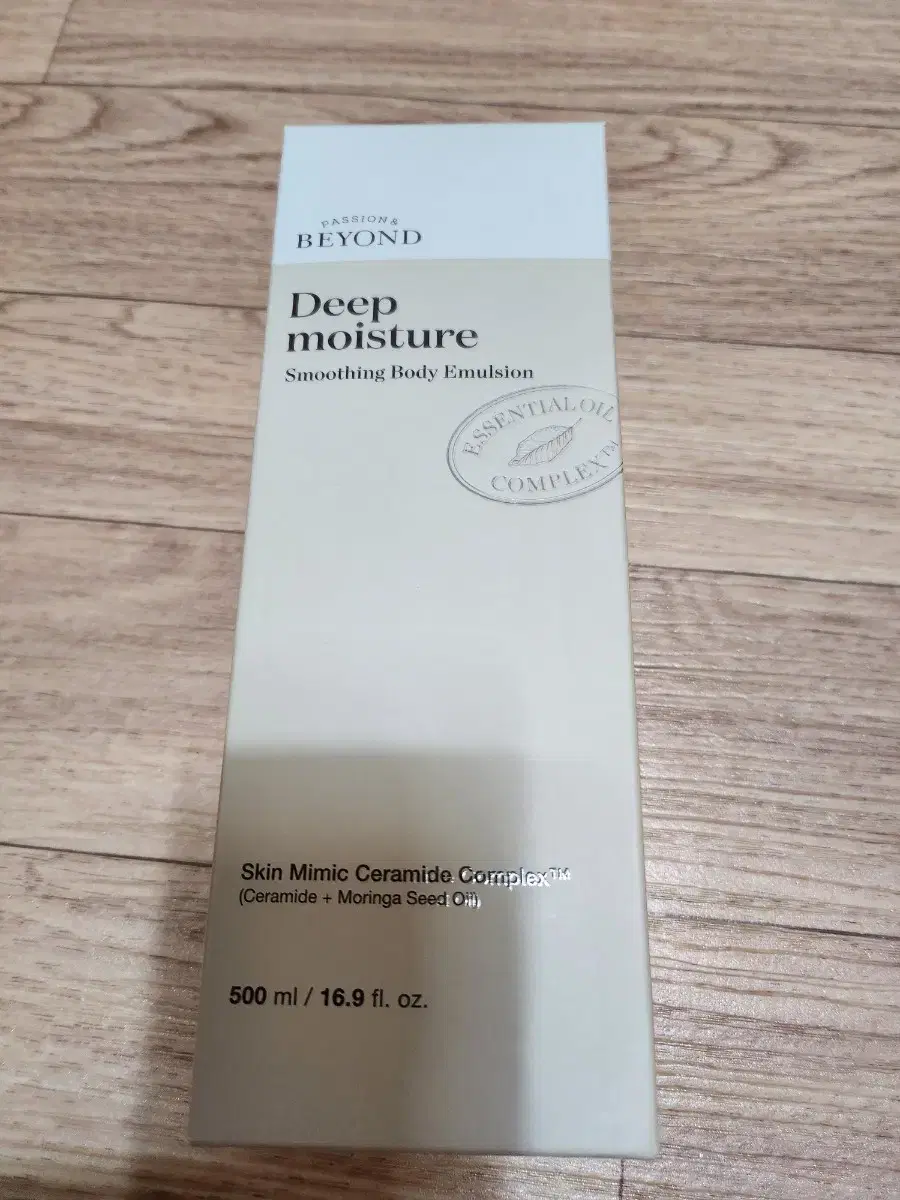 PASSION&
BEYOND
Deep
moisture
Smoothing Body Emulsion
ESSENTIAL OIL
COMPLEX™
Skin Mimic Ceramide Complex™
(Ceramide + Moringa Seed Oil)
500 ml / 16.9 fl. oz.